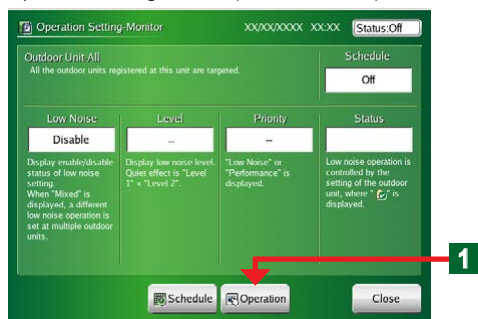 Operation Setting-Monitor XX/XX/XXXX XX:XX Status:Off
Outdoor Unit-All
All the outdoor units registered at this unit are targeted.
Schedule
Off
Low Noise
Disable
Display enable/disable
status of low noise
setting.
When "Mixed" is
displayed, a different
low noise operation is
set at multiple outdoor
units.
Level
--
Display low noise level.
Quiet effect is "Level
1" < "Level 2".
Priority
--
"Low Noise" or
"Performance" is
displayed.
Status
Low noise operation is
controlled by the
setting of the outdoor
unit, where " " is
displayed.
1
Schedule
Operation
Close